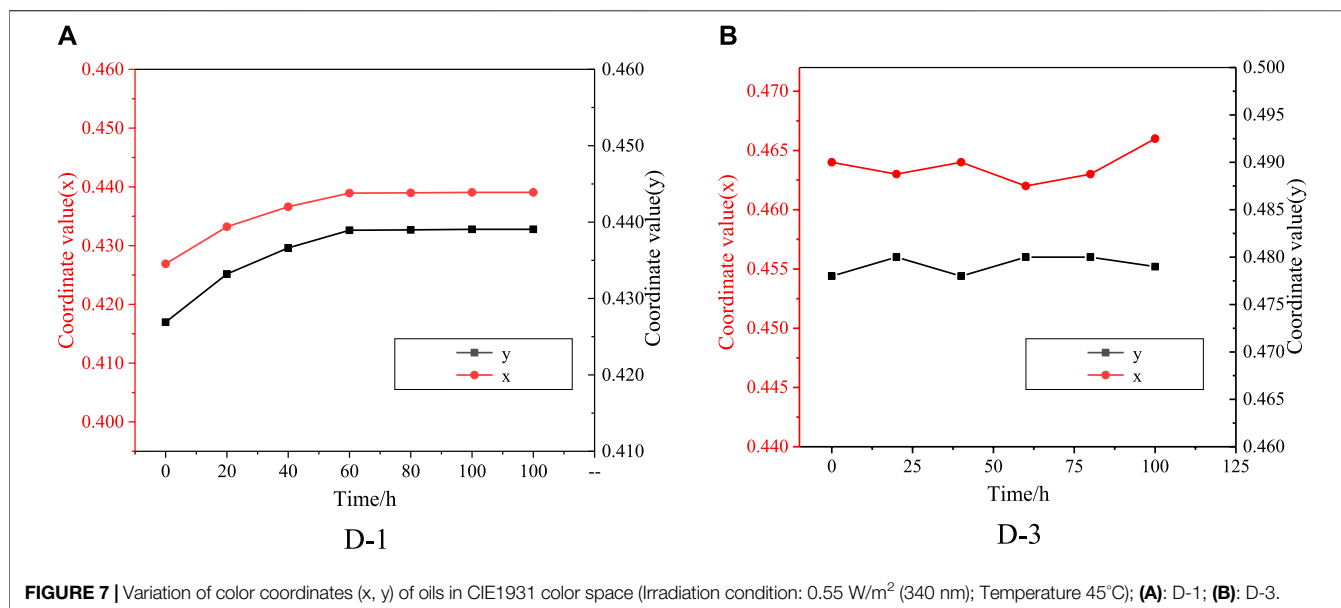 A
B
0.460
0.450
0.440
0.430
0.420
0.410
0.400
Coordinate value(x)
0.460
0.450
0.440
0.430
0.420
0.410
Coordinate value(y)
y
x
0 20 40 60 80 100 100 --
Time/h
D-1
0.470
0.465
0.460
0.455
0.450
0.445
0.440
Coordinate value(x)
0.500
0.495
0.490
0.485
0.480
0.475
0.470
0.465
0.460
Coordinate value(y)
y
x
0 25 50 75 100 125
Time/h
D-3
FIGURE 7 | Variation of color coordinates (x, y) of oils in CIE1931 color space (Irradiation condition: 0.55 W/m² (340 nm); Temperature 45°C); (A): D-1; (B): D-3.